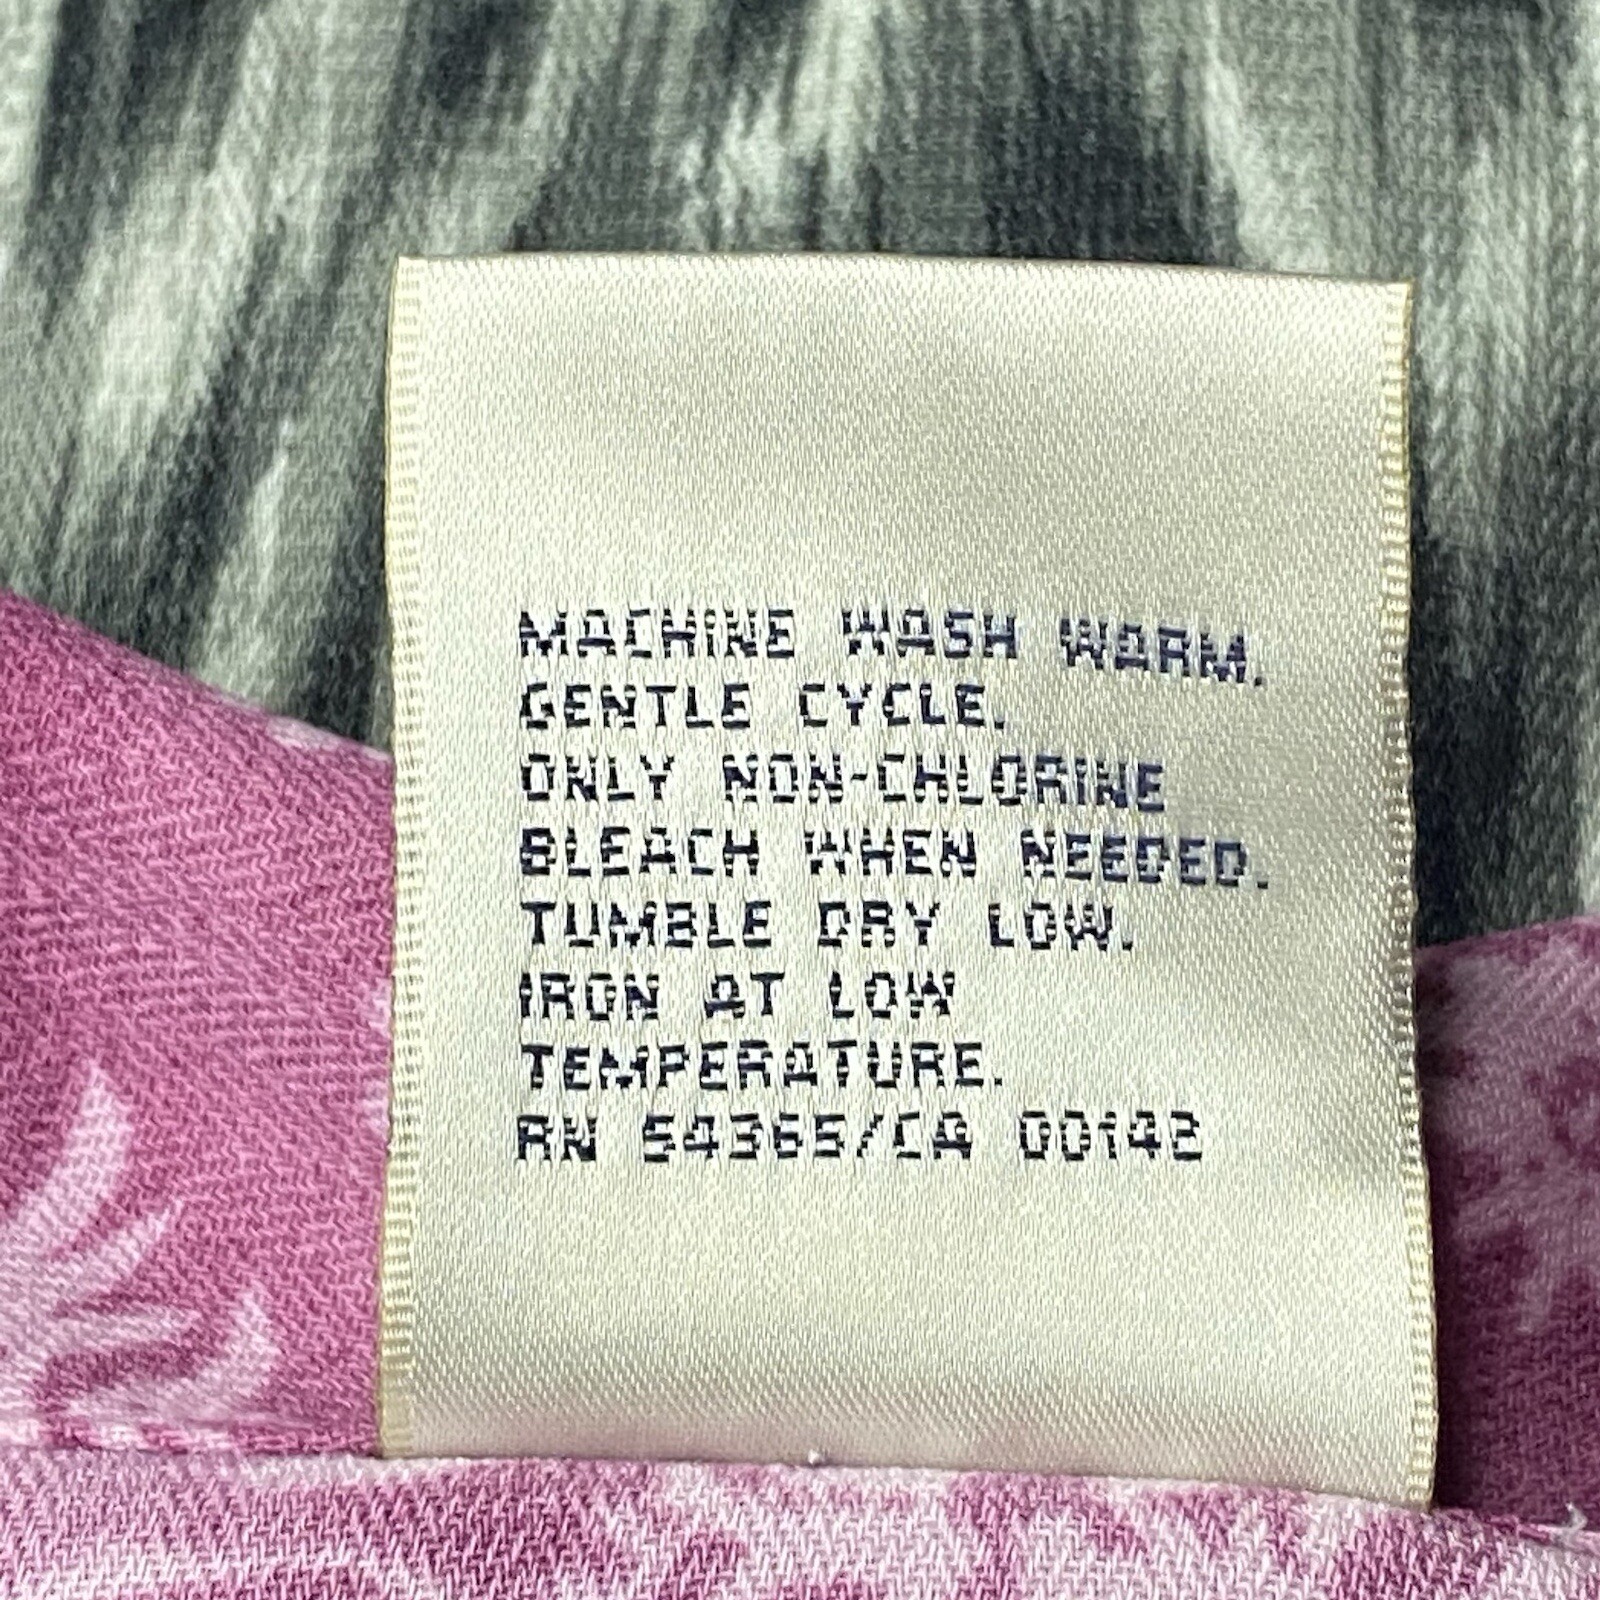 MACHINE WASH WARM.
GENTLE CYCLE.
ONLY NON-CHLORINE
BLEACH WHEN NEEDED.
TUMBLE DRY LOW.
IRON AT LOW
TEMPERATURE.
RN 54365/CA 00142